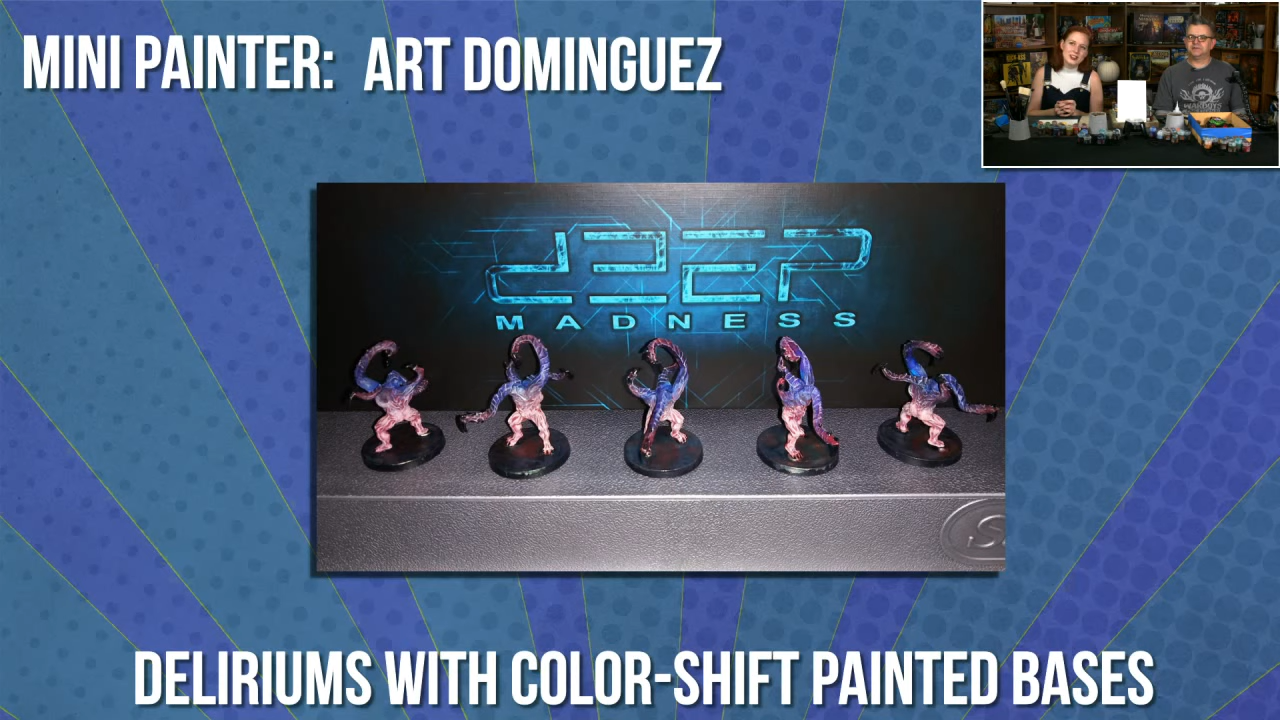 MINI PAINTER: ART DOMINGUEZ
DEEP
MADNESS
DELIRIUMS WITH COLOR-SHIFT PAINTED BASES